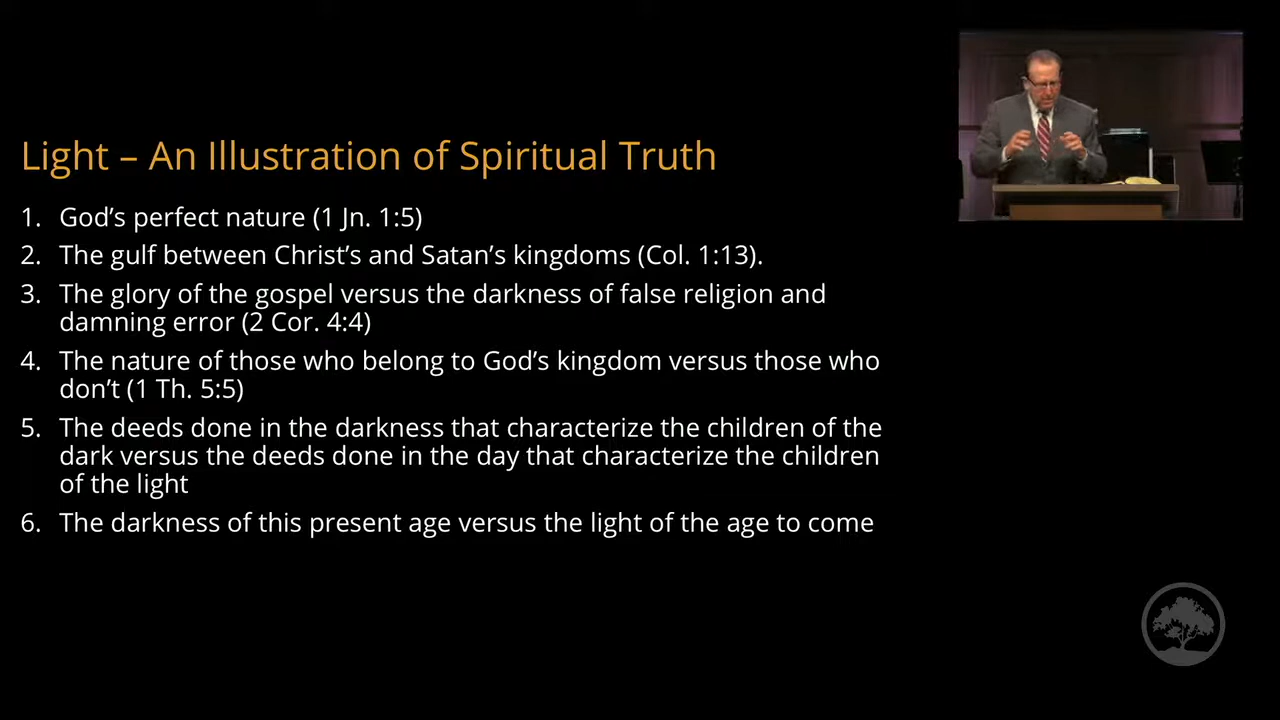 Light – An Illustration of Spiritual Truth
1. God’s perfect nature (1 Jn. 1:5)
2. The gulf between Christ’s and Satan’s kingdoms (Col. 1:13).
3. The glory of the gospel versus the darkness of false religion and
damning error (2 Cor. 4:4)
4. The nature of those who belong to God’s kingdom versus those who
don’t (1 Th. 5:5)
5. The deeds done in the darkness that characterize the children of the
dark versus the deeds done in the day that characterize the children
of the light
6. The darkness of this present age versus the light of the age to come